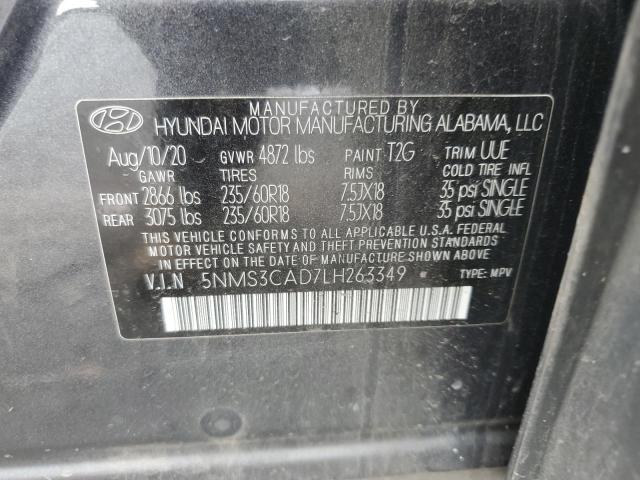 MANUFACTURED BY
HYUNDAI MOTOR MANUFACTURING ALABAMA, LLC
Aug/10/20 GVWR 4872 lbs PAINT T2G TRIM UUE
GAWR TIRES RIMS COLD TIRE INFL
FRONT 2866 lbs 235/60R18 7.5JX18 35 psi SINGLE
REAR 3075 lbs 235/60R18 7.5JX18 35 psi SINGLE
THIS VEHICLE CONFORMS TO ALL APPLICABLE U.S.A. FEDERAL
MOTOR VEHICLE SAFETY AND THEFT PREVENTION STANDARDS
IN EFFECT ON THE DATE OF MANUFACTURE SHOWN ABOVE.
V.I.N 5NMS3CAD7LH263349 TYPE: MPV